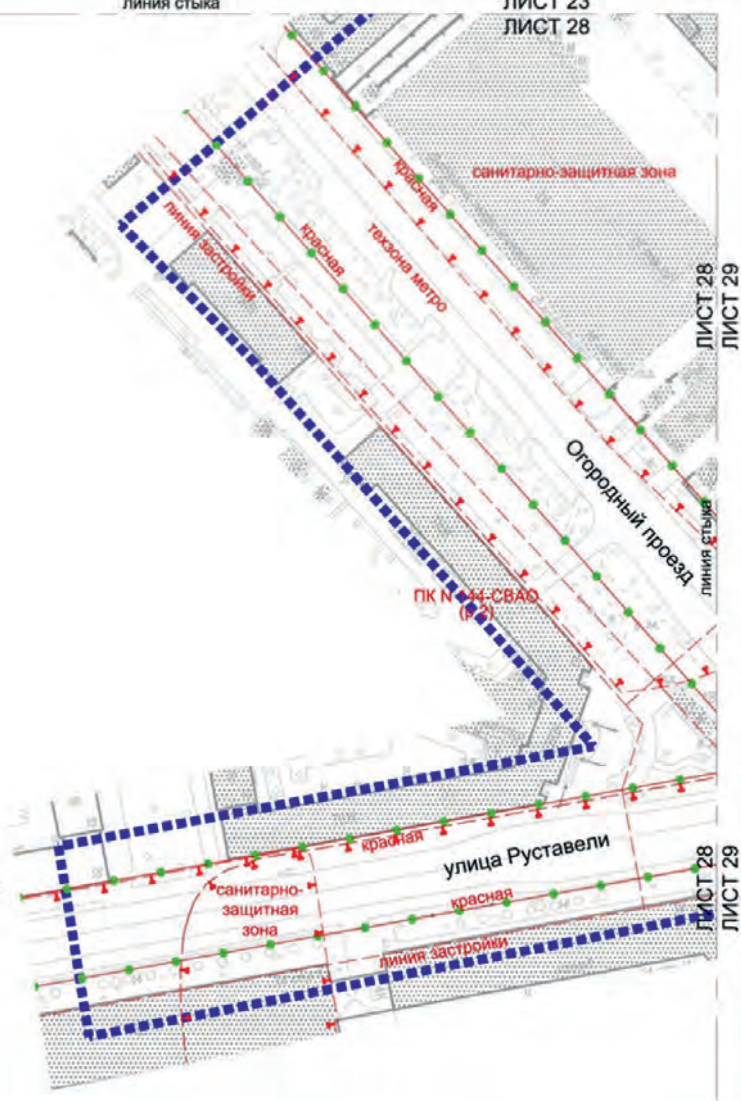 линия стыка
ЛИСТ 23
ЛИСТ 28
санитарно-защитная зона
красная
техзона метро
красная
линия застройки
ЛИСТ 28
ЛИСТ 29
Огородный проезд
линия стыка
ПК N 144-СВАО
(р.2)
красная
улица Руставели
красная
санитарно-
защитная
зона
линия застройки
ЛИСТ 28
ЛИСТ 29